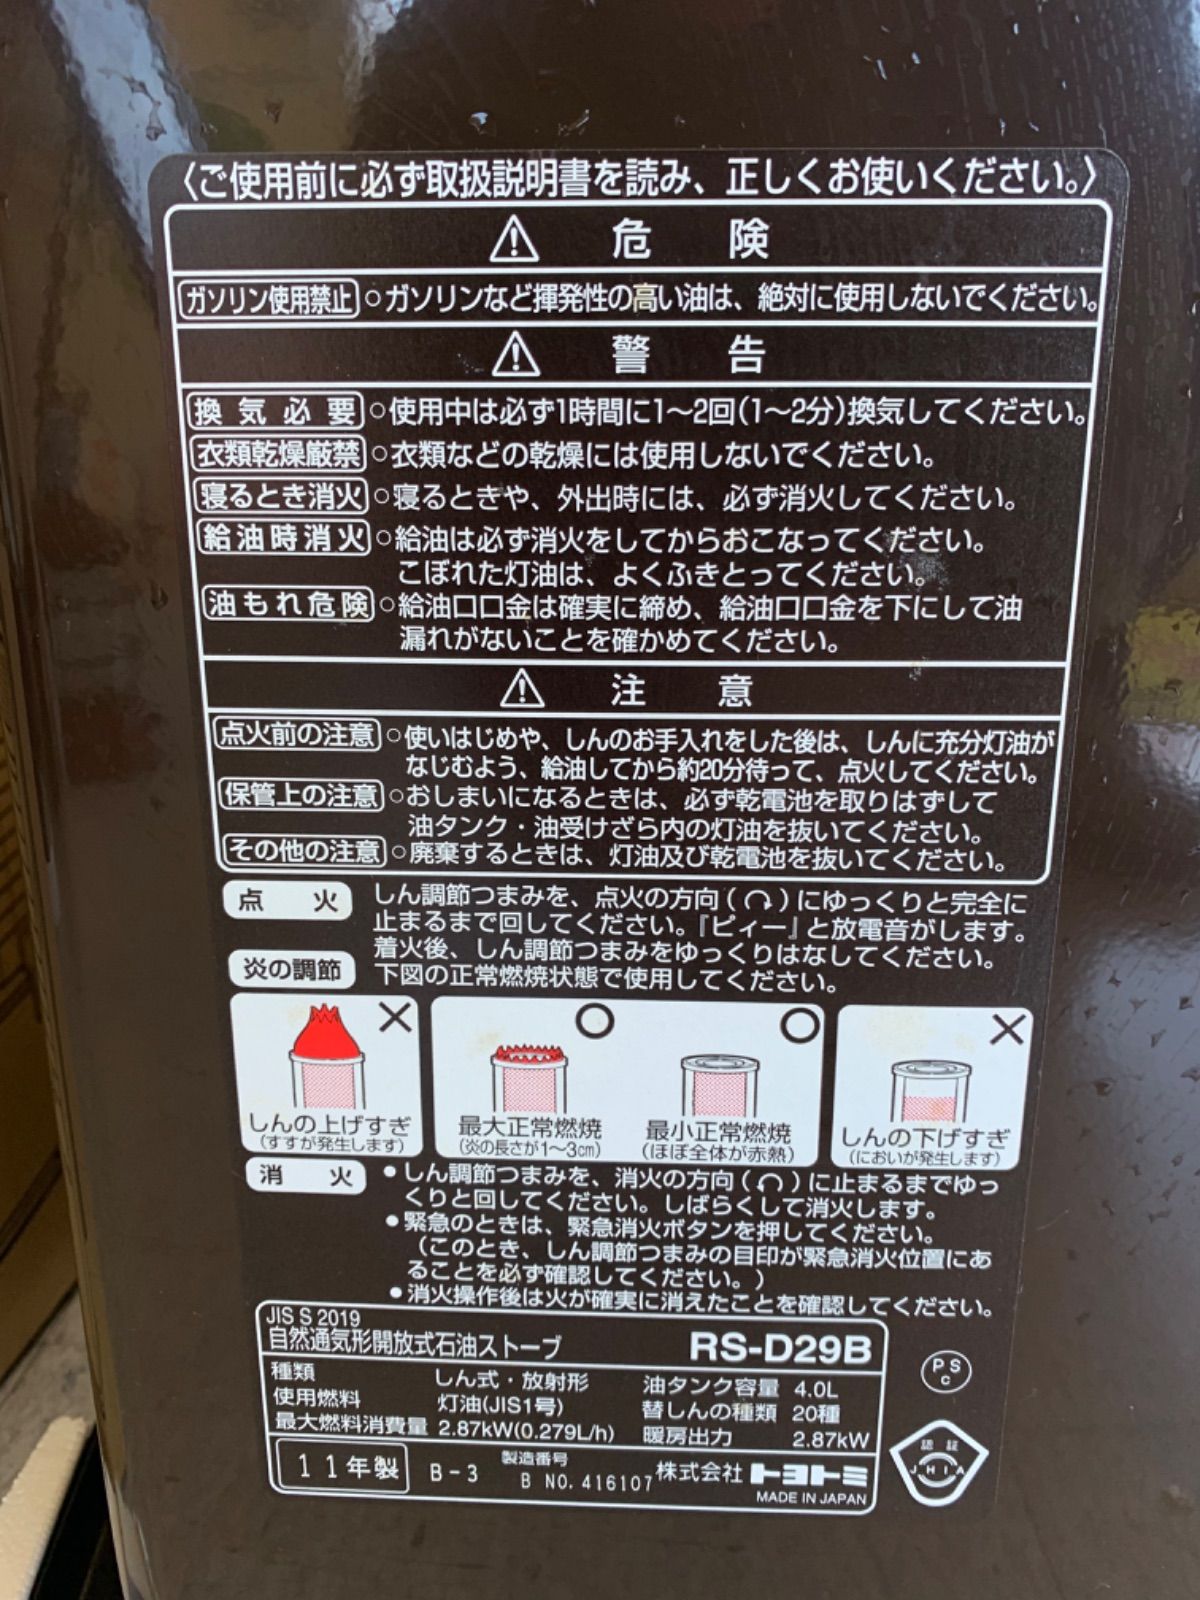 〈ご使用前に必ず取扱説明書を読み、正しくお使いください。〉
危険
ガソリン使用禁止 ○ガソリンなど揮発性の高い油は、絶対に使用しないでください。
警告
換気必要 ○使用中は必ず1時間に1～2回(1～2分)換気してください。
衣類乾燥厳禁 ○衣類などの乾燥には使用しないでください。
寝るとき消火 ○寝るときや、外出時には、必ず消火してください。
給油時消火 ○給油は必ず消火をしてからおこなってください。
こぼれた灯油は、よくふきとってください。
油もれ危険 ○給油口口金は確実に締め、給油口口金を下にして油
漏れがないことを確かめてください。
注意
点火前の注意 ○使いはじめや、しんのお手入れをした後は、しんに充分灯油が
なじむよう、給油してから約20分待って、点火してください。
保管上の注意 ○おしまいになるときは、必ず乾電池を取りはずして
油タンク・油受けざら内の灯油を抜いてください。
その他の注意 ○廃棄するときは、灯油及び乾電池を抜いてください。
点火 しん調節つまみを、点火の方向(↷)にゆっくりと完全に
止まるまで回してください。『ピィー』と放電音がします。
着火後、しん調節つまみをゆっくりはなしてください。
炎の調節 下図の正常燃焼状態で使用してください。
しんの上げすぎ
(すすが発生します)
最大正常燃焼
(炎の長さが1～3cm)
最小正常燃焼
(ほぼ全体が赤熱)
しんの下げすぎ
(においが発生します)
消火 ●しん調節つまみを、消火の方向(↶)に止まるまでゆっ
くりと回してください。しばらくして消火します。
●緊急のときは、緊急消火ボタンを押してください。
(このとき、しん調節つまみの目印が緊急消火位置にあ
ることを必ず確認してください。)
●消火操作後は火が確実に消えたことを確認してください。
JIS S 2019
自然通気形開放式石油ストーブ RS-D29B
種類 しん式・放射形 油タンク容量 4.0L
使用燃料 灯油(JIS1号) 替しんの種類 20種
最大燃料消費量 2.87kW(0.279L/h) 暖房出力 2.87kW
11年製 B-3 製造番号 B NO. 416107 株式会社トヨトミ
MADE IN JAPAN
PSC
認証
JHIA